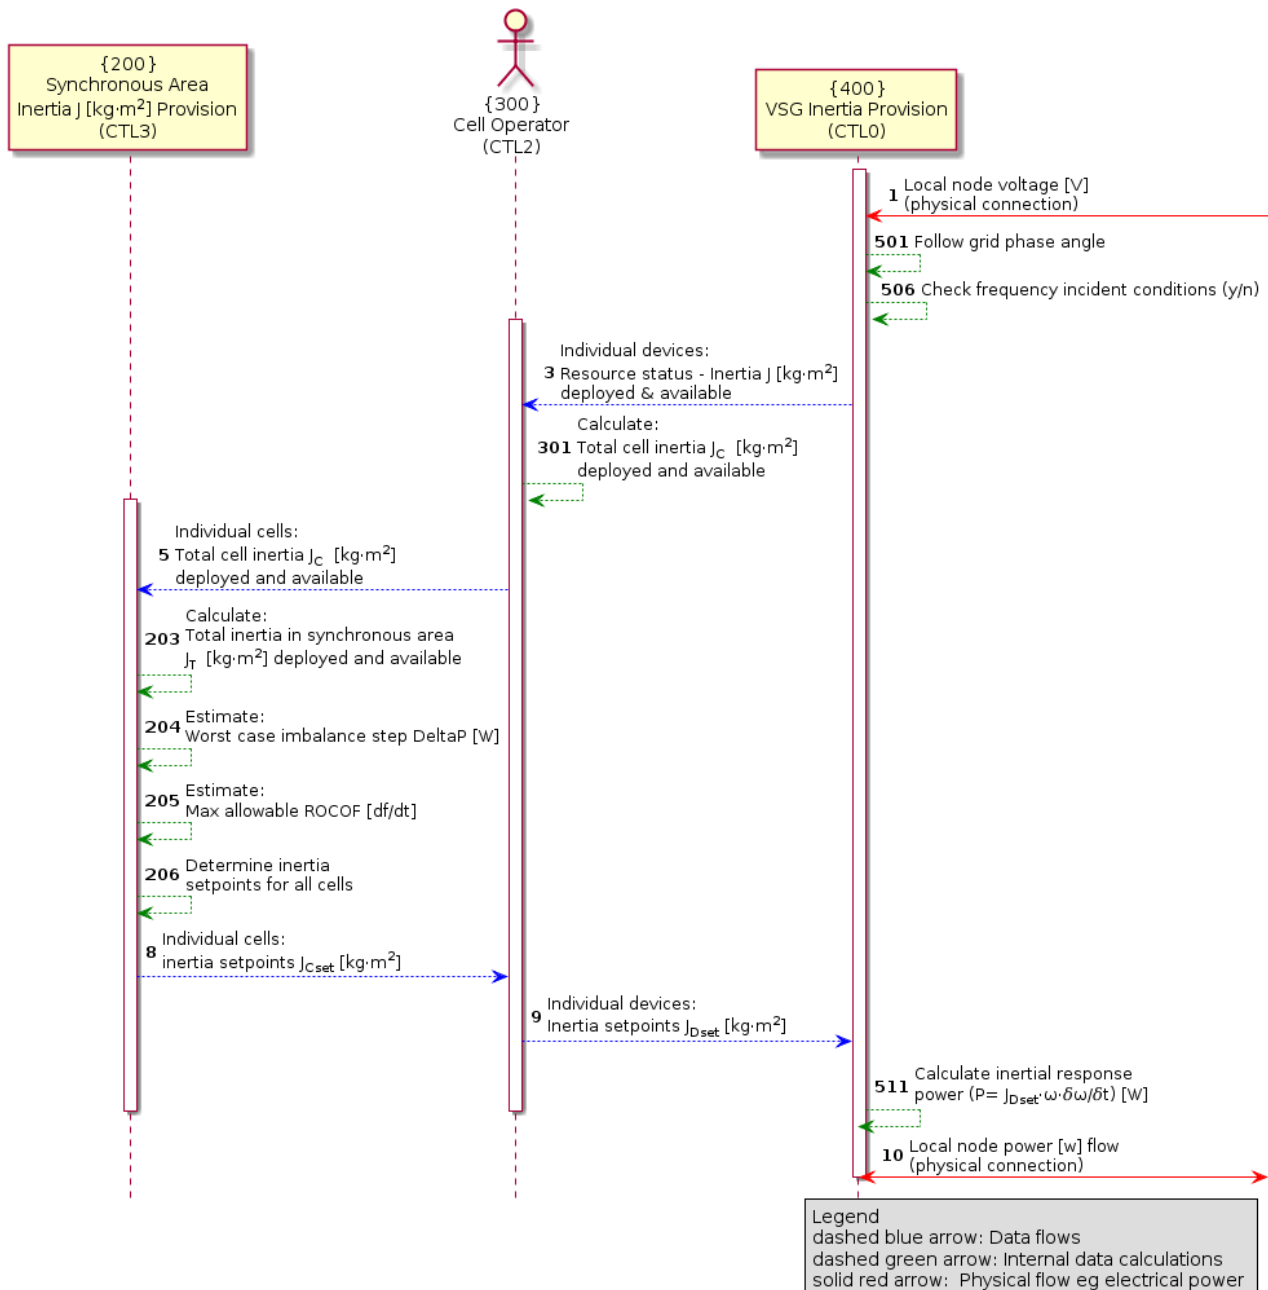 {200}
Synchronous Area
Inertia J [kg·m²] Provision
(CTL3)
{300}
Cell Operator
(CTL2)
{400}
VSG Inertia Provision
(CTL0)
1 Local node voltage [V]
(physical connection)
501 Follow grid phase angle
506 Check frequency incident conditions (y/n)
Individual devices:
3 Resource status - Inertia J [kg·m²]
deployed & available
Calculate:
301 Total cell inertia J_C [kg·m²]
deployed and available
Individual cells:
5 Total cell inertia J_C [kg·m²]
deployed and available
Calculate:
203 Total inertia in synchronous area
J_T [kg·m²] deployed and available
204 Estimate:
Worst case imbalance step DeltaP [W]
205 Estimate:
Max allowable ROCOF [df/dt]
206 Determine inertia
setpoints for all cells
8 Individual cells:
inertia setpoints J_Cset [kg·m²]
9 Individual devices:
Inertia setpoints J_Dset [kg·m²]
511 Calculate inertial response
power (P= J_Dset·ω·δω/δt) [W]
10 Local node power [w] flow
(physical connection)
Legend
dashed blue arrow: Data flows
dashed green arrow: Internal data calculations
solid red arrow: Physical flow eg electrical power